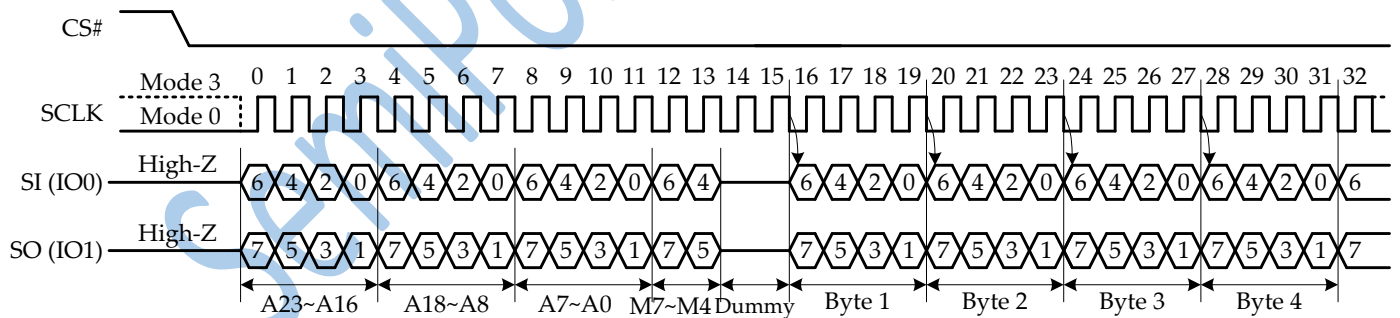 CS#
Mode 3
0 1 2 3 4 5 6 7 8 9 10 11 12 13 14 15 16 17 18 19 20 21 22 23 24 25 26 27 28 29 30 31 32
SCLK
Mode 0
High-Z
SI (IO0)
6 4 2 0 6 4 2 0 6 4 2 0 6 4 6 4 2 0 6 4 2 0 6 4 2 0 6 4 2 0 6
High-Z
SO (IO1)
7 5 3 1 7 5 3 1 7 5 3 1 7 5 7 5 3 1 7 5 3 1 7 5 3 1 7 5 3 1 7
A23~A16 A18~A8 A7~A0 M7~M4 Dummy Byte 1 Byte 2 Byte 3 Byte 4